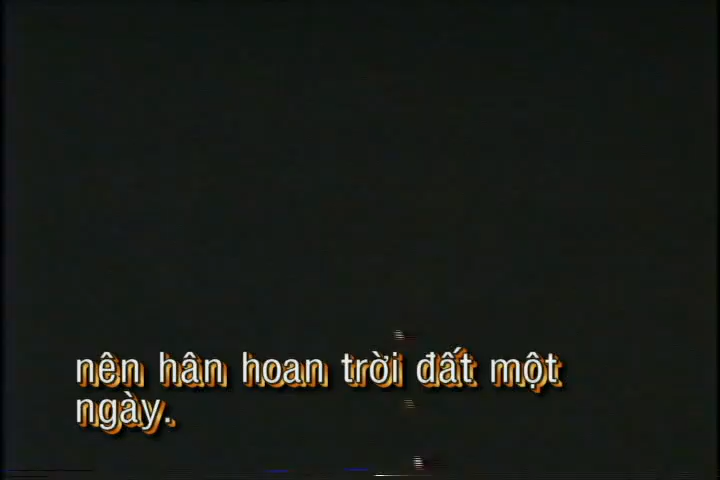 nên hân hoan trời đất một
ngày.